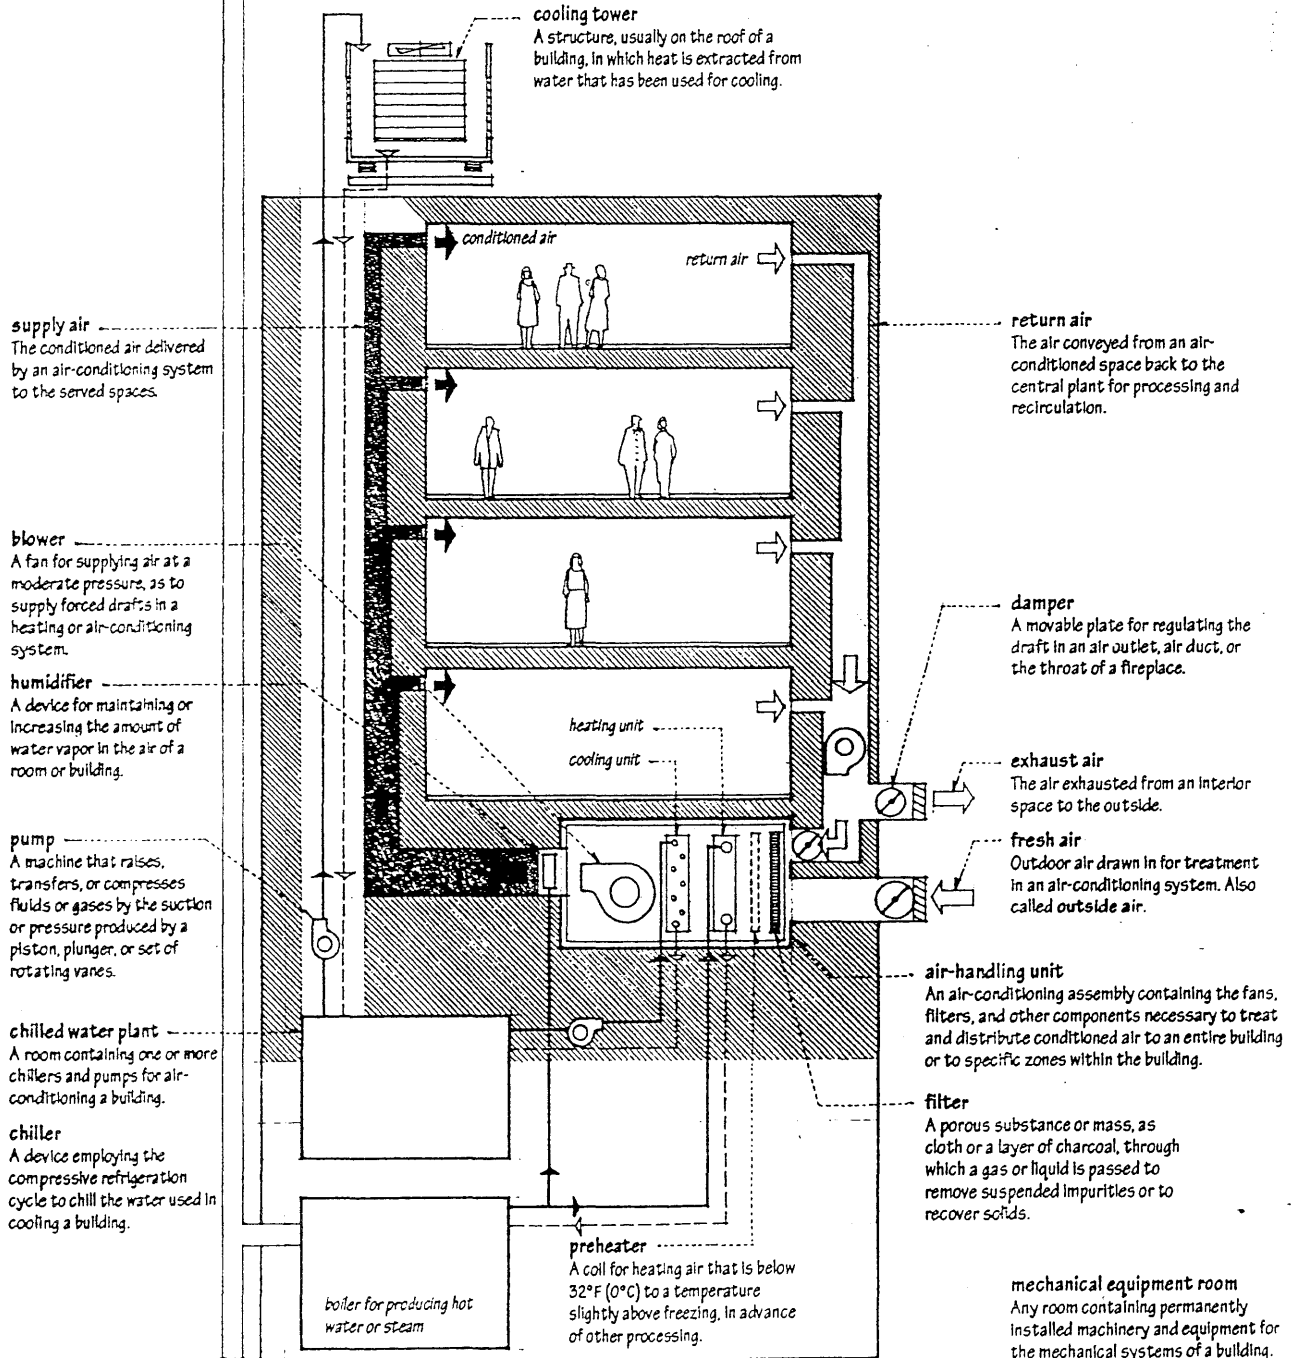 cooling tower
A structure, usually on the roof of a
building, in which heat is extracted from
water that has been used for cooling.
conditioned air
return air
supply air
The conditioned air delivered
by an air-conditioning system
to the served spaces.
return air
The air conveyed from an air-
conditioned space back to the
central plant for processing and
recirculation.
blower
A fan for supplying air at a
moderate pressure, as to
supply forced drafts in a
heating or air-conditioning
system.
damper
A movable plate for regulating the
draft in an air outlet, air duct, or
the throat of a fireplace.
humidifier
A device for maintaining or
increasing the amount of
water vapor in the air of a
room or building.
heating unit
cooling unit
exhaust air
The air exhausted from an interior
space to the outside.
pump
A machine that raises,
transfers, or compresses
fluids or gases by the suction
or pressure produced by a
piston, plunger, or set of
rotating vanes.
fresh air
Outdoor air drawn in for treatment
in an air-conditioning system. Also
called outside air.
air-handling unit
An air-conditioning assembly containing the fans,
filters, and other components necessary to treat
and distribute conditioned air to an entire building
or to specific zones within the building.
chilled water plant
A room containing one or more
chillers and pumps for air-
conditioning a building.
filter
A porous substance or mass, as
cloth or a layer of charcoal, through
which a gas or liquid is passed to
remove suspended impurities or to
recover solids.
chiller
A device employing the
compressive refrigeration
cycle to chill the water used in
cooling a building.
preheater
A coil for heating air that is below
32°F (0°C) to a temperature
slightly above freezing, in advance
of other processing.
boiler for producing hot
water or steam
mechanical equipment room
Any room containing permanently
installed machinery and equipment for
the mechanical systems of a building.